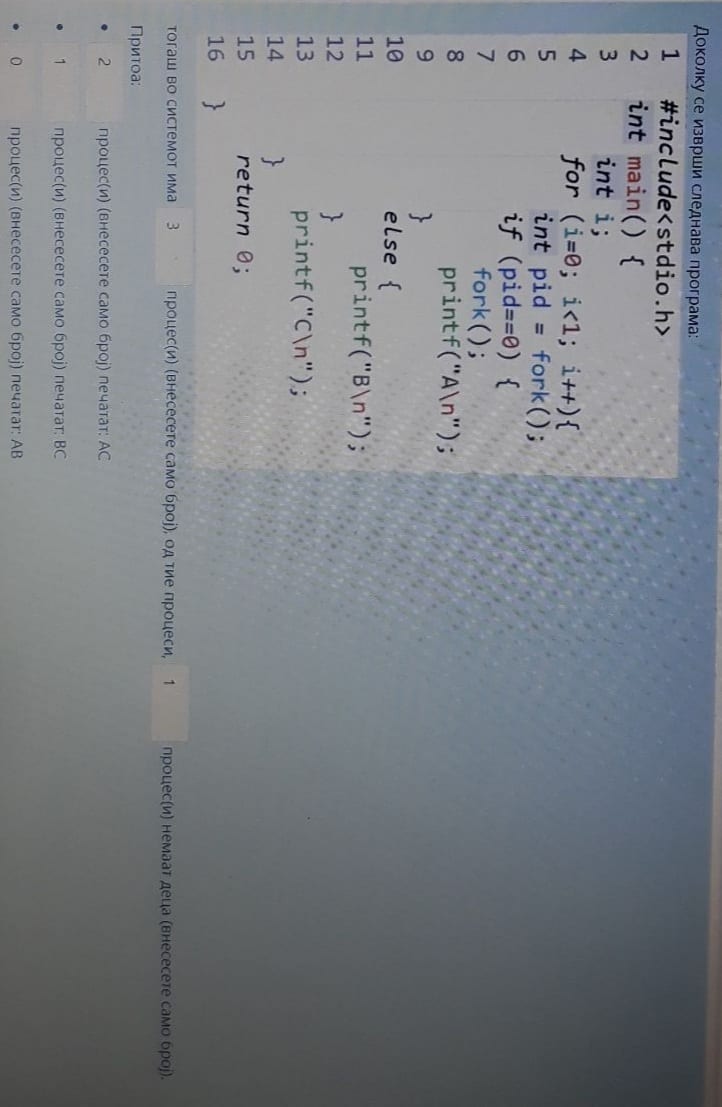 Доколку се изврши следнава програма:
1 #include<stdio.h>
2 int main() {
3 int i;
4 for (i=0; i<1; i++){
5 int pid = fork();
6 if (pid==0) {
7 fork();
8 printf("A\n");
9 }
10 else {
11 printf("B\n");
12 }
13 printf("C\n");
14 }
15 return 0;
16 }
тогаш во системот има 3 процес(и) (внесесете само број), од тие процеси, 1 процес(и) немаат деца (внесесете само број).
Притоа:
• 2 процес(и) (внесесете само број) печатат: AC
• 1 процес(и) (внесесете само број) печатат: BC
• 0 процес(и) (внесесете само број) печатат: AB